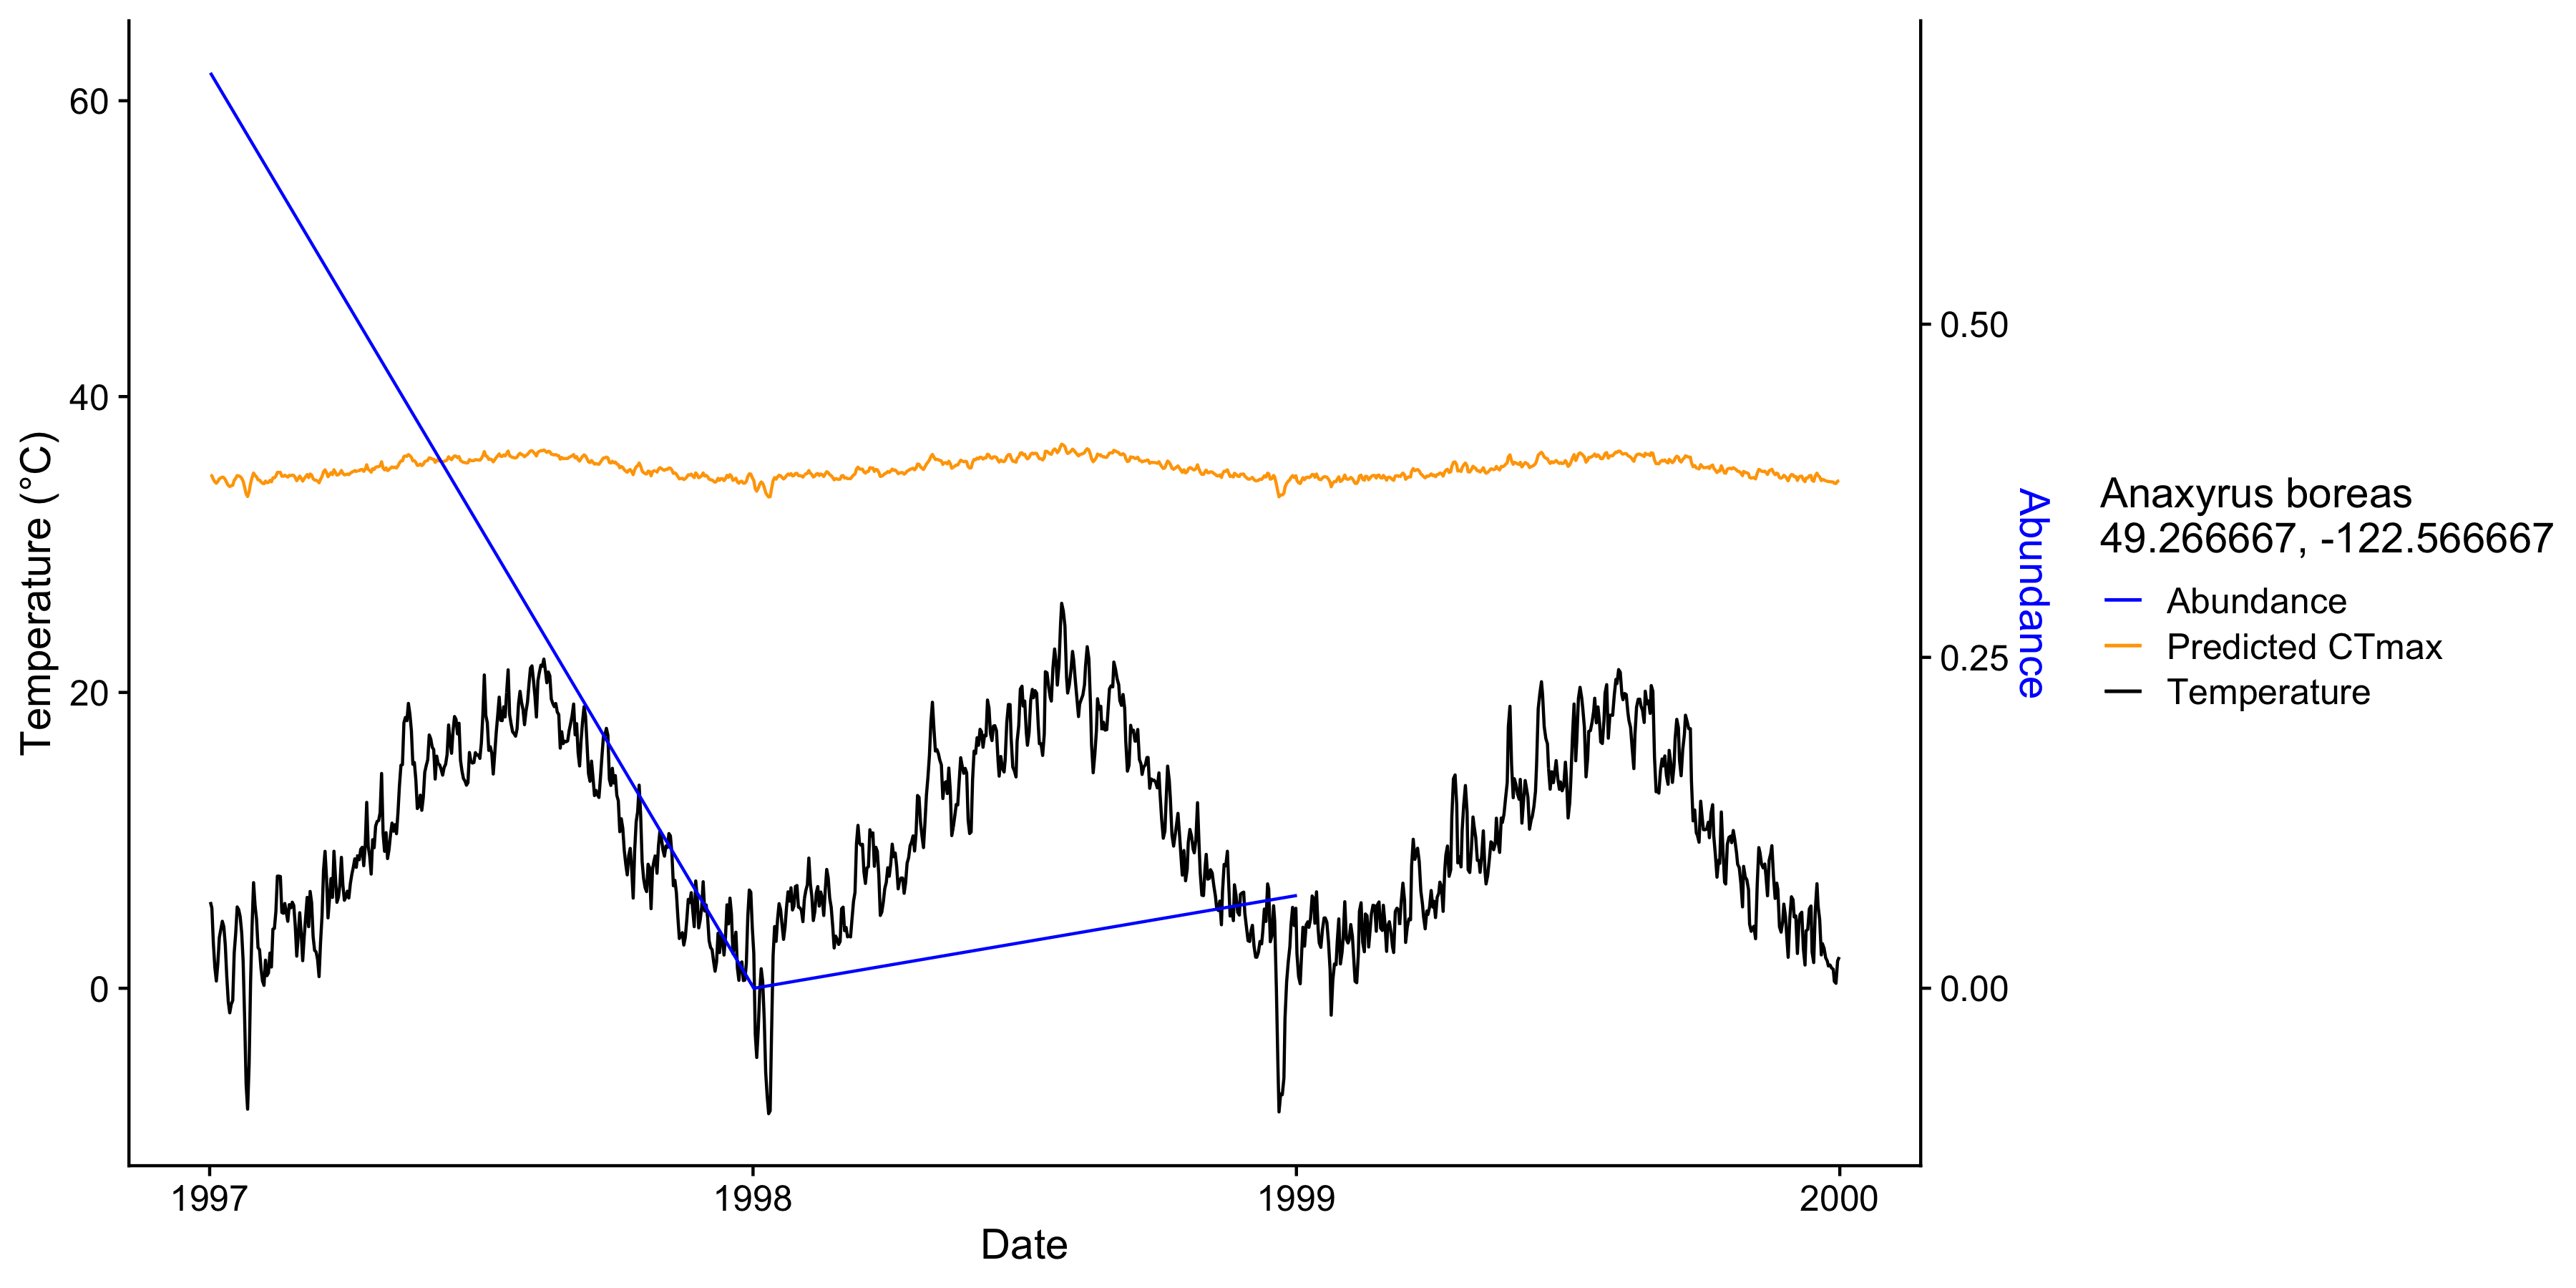 Temperature (°C)
60
40
20
0
1997
1998
1999
2000
Date
0.50
0.25
0.00
Abundance
Anaxyrus boreas
49.266667, -122.566667
Abundance
Predicted CTmax
Temperature